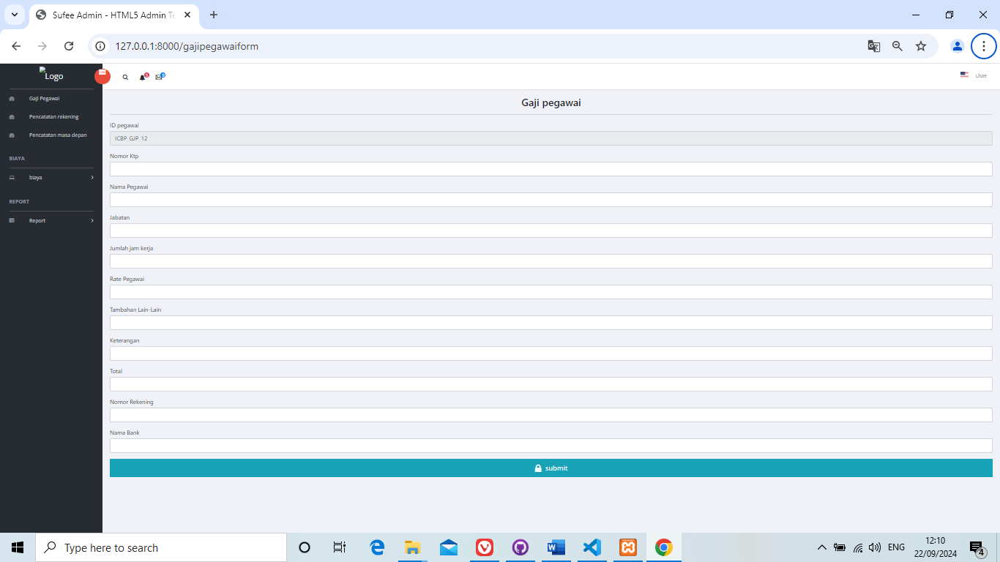 Sufee Admin - HTML5 Admin Te
127.0.0.1:8000/gajipegawaiform
Logo
5
9
User
Gaji Pegawai
Pencatatan rekening
Pencatatan masa depan
BIAYA
biaya
REPORT
Report
Gaji pegawai
ID pegawai
ICBP_GJP_12
Nomor Ktp
Nama Pegawai
Jabatan
Jumlah jam kerja
Rate Pegawai
Tambahan Lain-Lain
Keterangan
Total
Nomor Rekening
Nama Bank
submit
Type here to search
ENG
12:10
22/09/2024
4